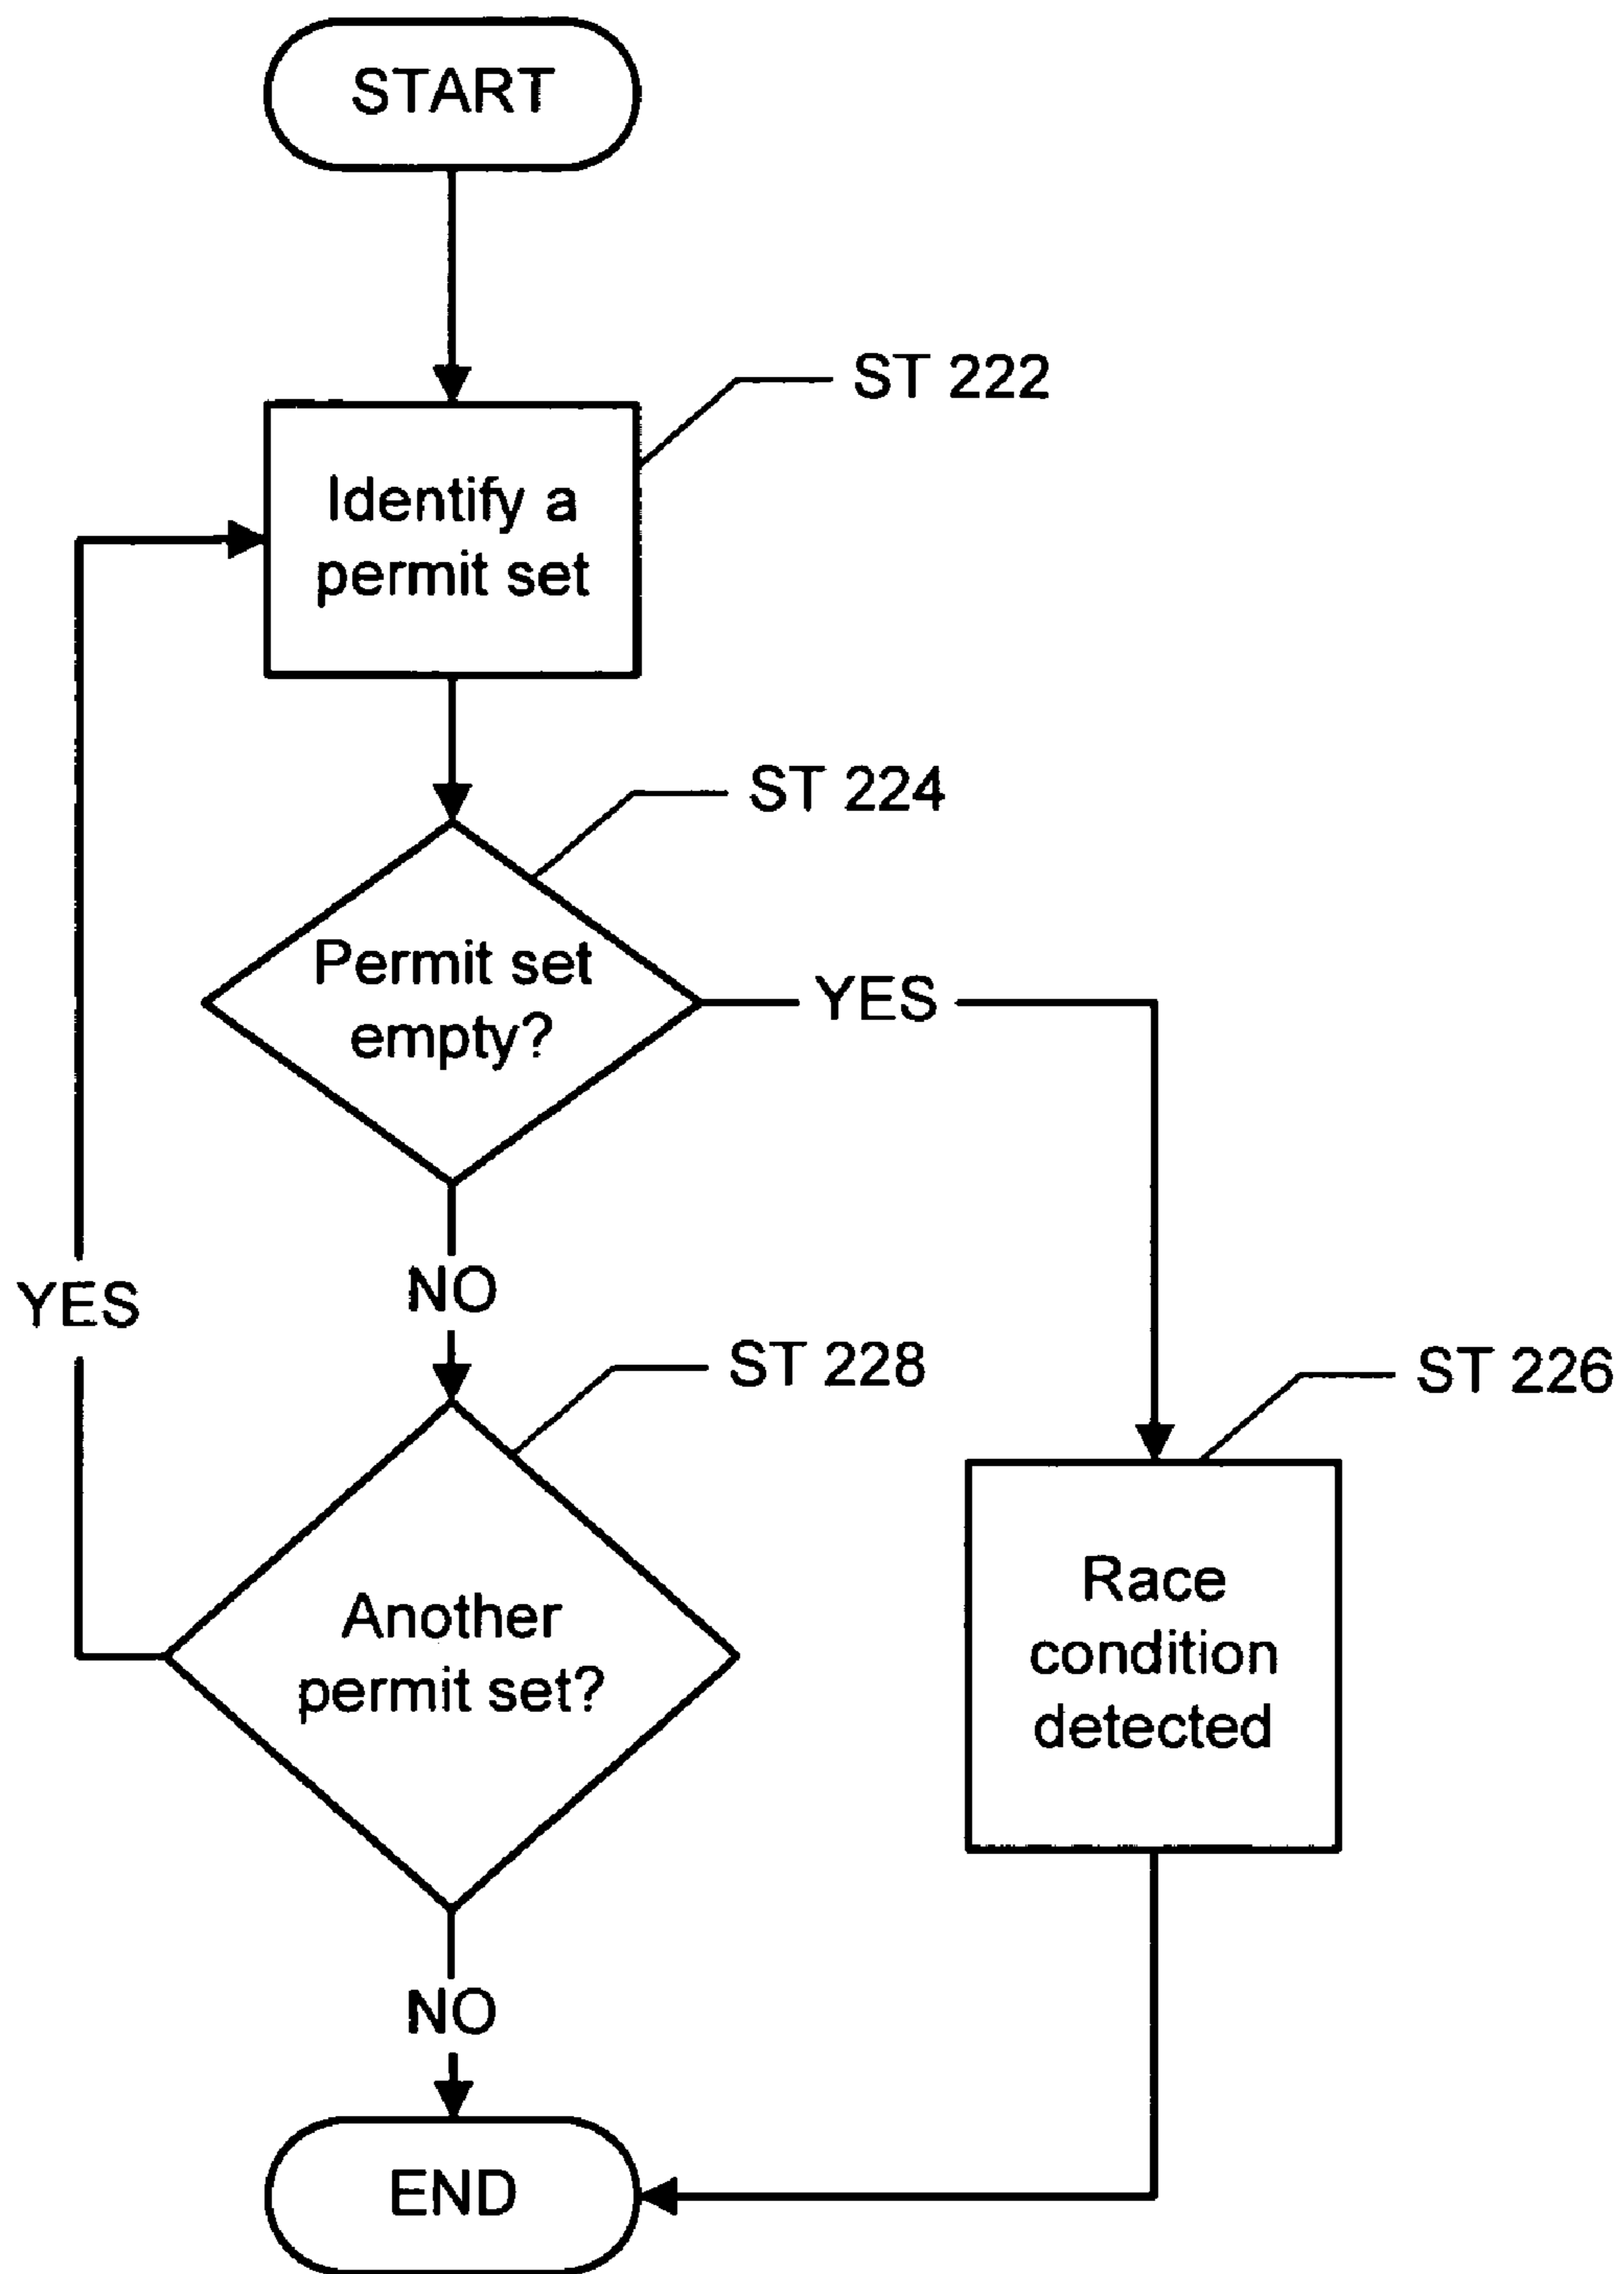 START
ST 222
Identify a
permit set
ST 224
Permit set
empty?
YES
NO
YES
ST 228
ST 226
Another
permit set?
Race
condition
detected
NO
END